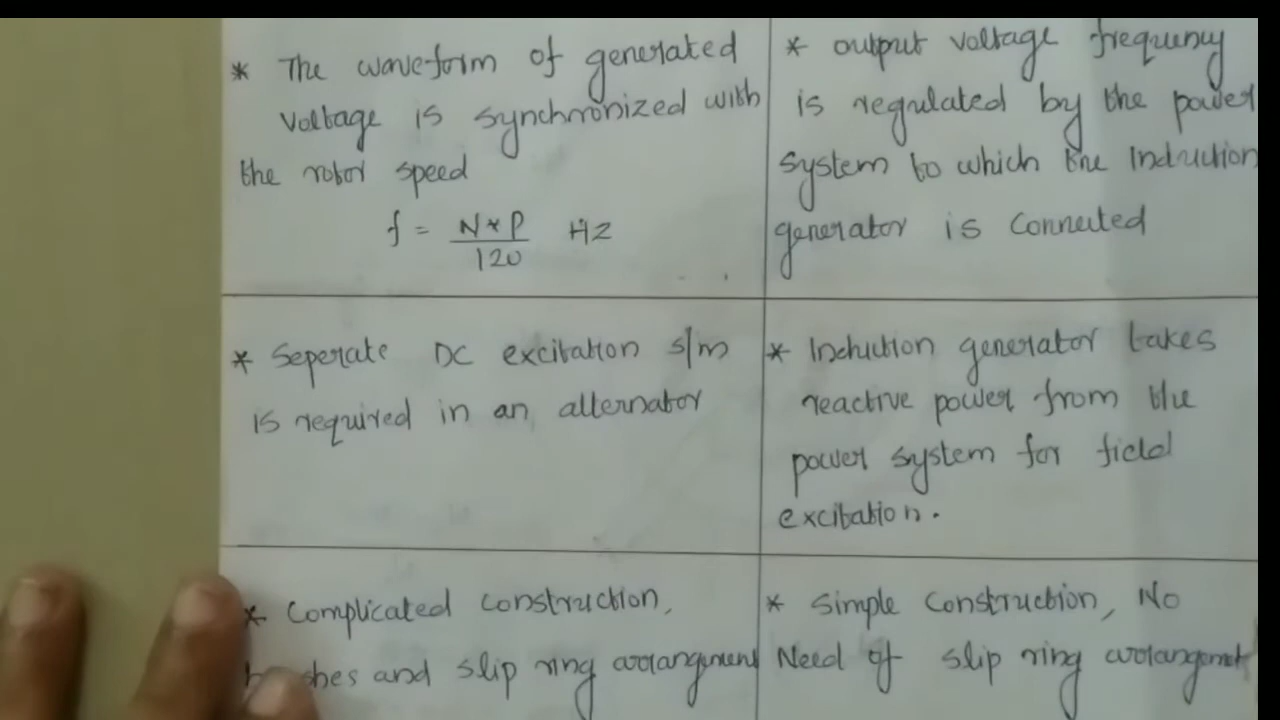 * The waveform of generated
voltage is synchronized with
the rotor speed
f = N*P / 120 Hz
* Seperate DC excitation s/m
is required in an alternator
* Complicated construction,
and slip ring arrangement
* output voltage frequency
is regulated by the power
system to which the Induction
generator is Connected
* Induction generator takes
reactive power from the
power system for field
excitation.
* Simple Construction, No
Need of slip ring arrangement